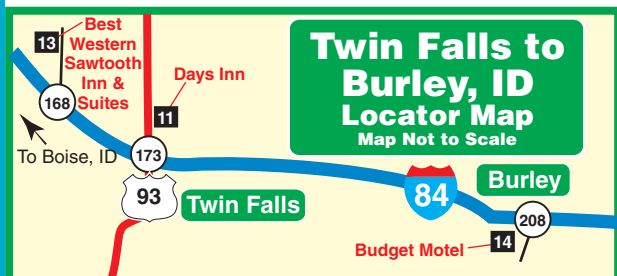 13
Best
Western
Sawtooth
Inn &
Suites
Days Inn
11
168
To Boise, ID
173
93
Twin Falls
Twin Falls to
Burley, ID
Locator Map
Map Not to Scale
84
Burley
208
14
Budget Motel